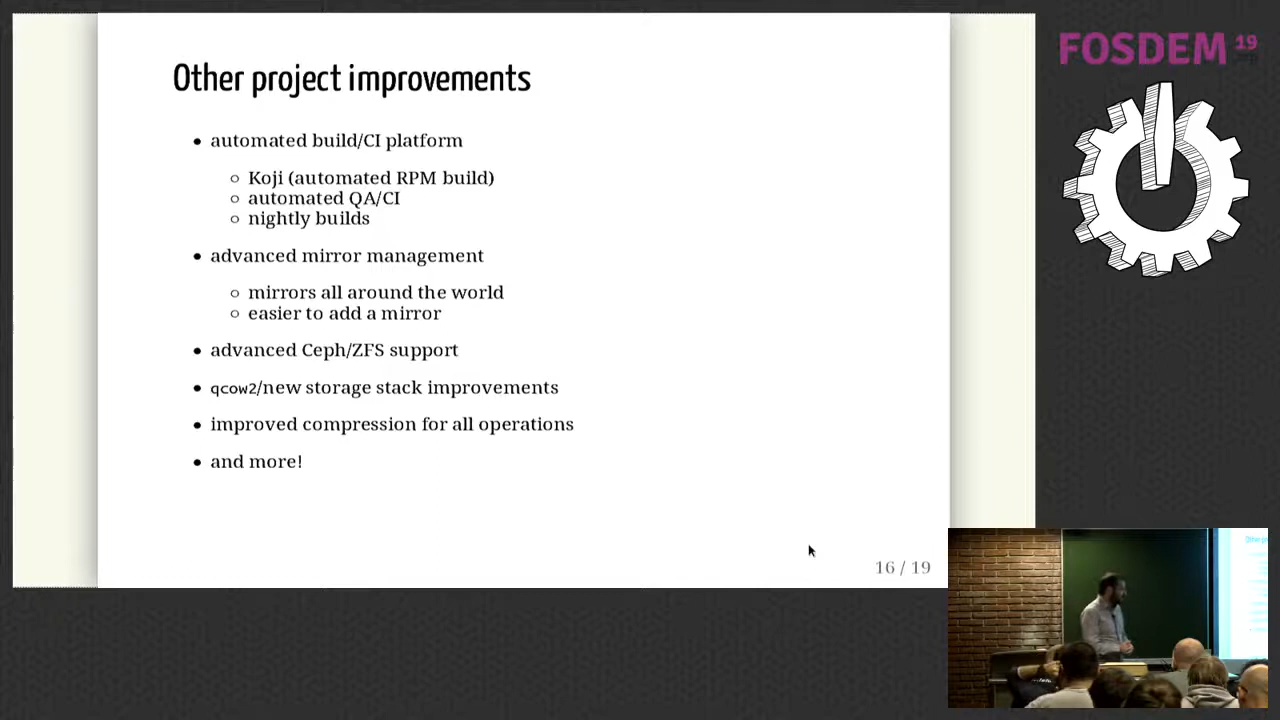 Other project improvements
automated build/CI platform
Koji (automated RPM build)
automated QA/CI
nightly builds
advanced mirror management
mirrors all around the world
easier to add a mirror
advanced Ceph/ZFS support
qcow2/new storage stack improvements
improved compression for all operations
and more!
16 / 19
FOSDEM 19